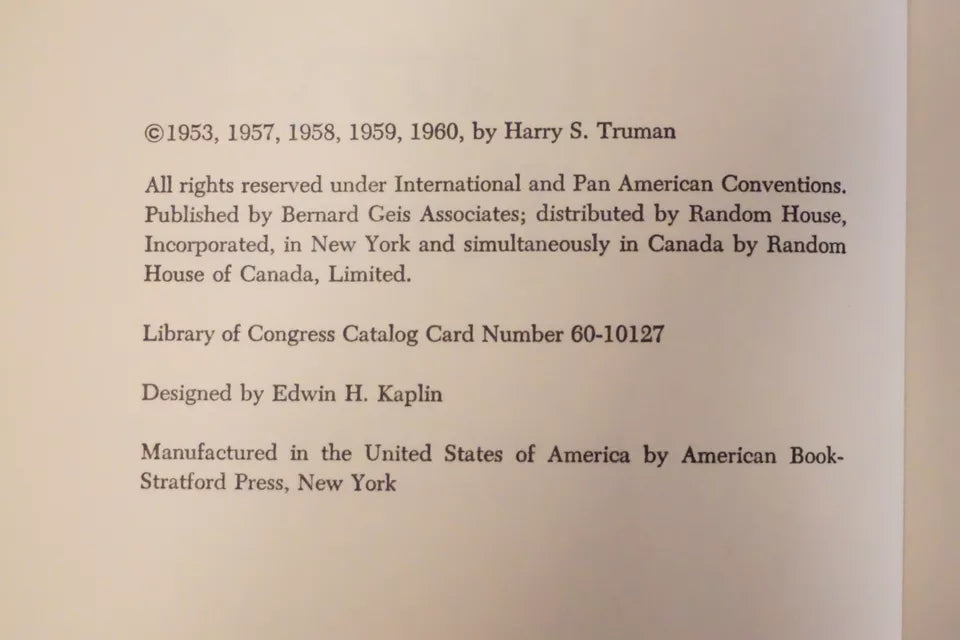 ©1953, 1957, 1958, 1959, 1960, by Harry S. Truman
All rights reserved under International and Pan American Conventions.
Published by Bernard Geis Associates; distributed by Random House,
Incorporated, in New York and simultaneously in Canada by Random
House of Canada, Limited.
Library of Congress Catalog Card Number 60-10127
Designed by Edwin H. Kaplin
Manufactured in the United States of America by American Book-
Stratford Press, New York